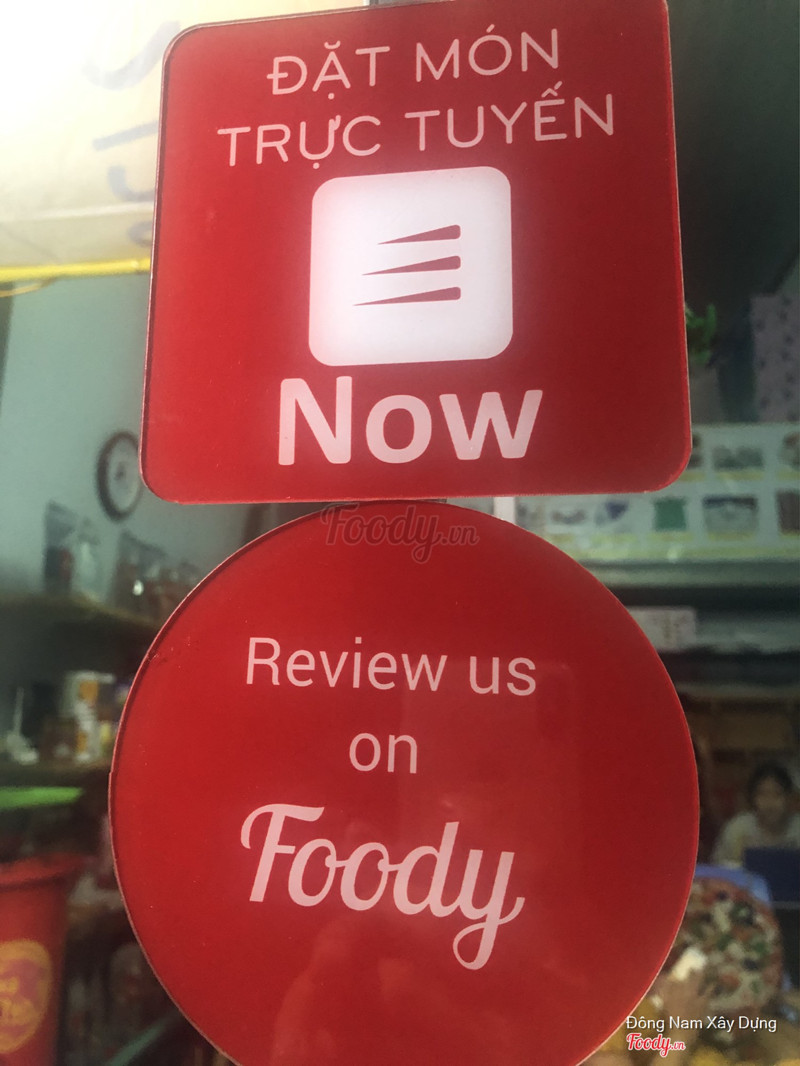 ĐẶT MÓN
TRỰC TUYẾN
Now
Foody.vn
Review us
on
Foody
Đông Nam Xây Dựng
Foody.vn